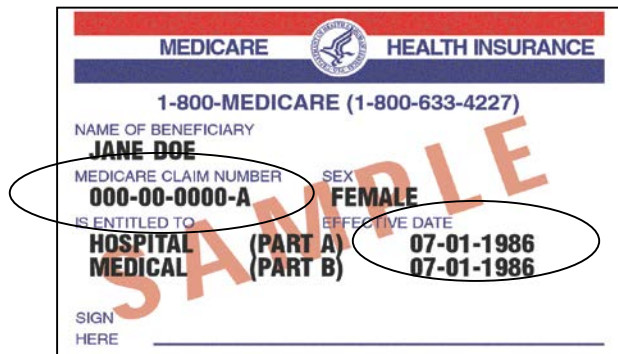 MEDICARE HEALTH INSURANCE
1-800-MEDICARE (1-800-633-4227)
NAME OF BENEFICIARY
JANE DOE
MEDICARE CLAIM NUMBER SEX
000-00-0000-A FEMALE
IS ENTITLED TO EFFECTIVE DATE
HOSPITAL (PART A) 07-01-1986
MEDICAL (PART B) 07-01-1986
SAMPLE
SIGN
HERE